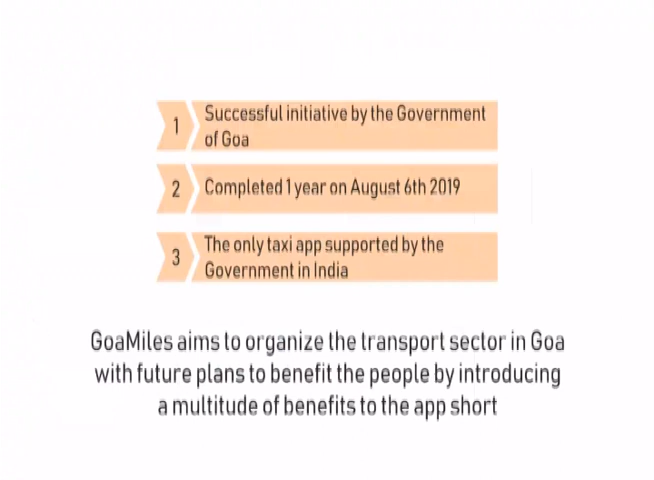 1
Successful initiative by the Government
of Goa
2
Completed 1 year on August 6th 2019
3
The only taxi app supported by the
Government in India
GoaMiles aims to organize the transport sector in Goa
with future plans to benefit the people by introducing
a multitude of benefits to the app short